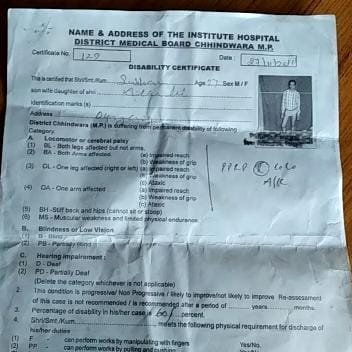 NAME & ADDRESS OF THE INSTITUTE HOSPITAL
DISTRICT MEDICAL BOARD CHHINDWARA M.P.
Certificate No. 129 Date :
DISABILITY CERTIFICATE
This is certified that Shri/Smt./Kum. Age Sex M / F
son wife daughter of shri
Identification marks (s)
Address
District Chhindwara (M.P.) is suffering from permanent disability of following
Category.
A. Locomotor or cerebral palsy
(1) BL - Both legs affected but not arms.
(2) BA - Both Arms affected. (a) Impaired reach
(b) Weakness of grip
(3) OL - One leg affected (right or left) (a) Impaired reach
(b) Weakness of grip
(c) Ataxic
(4) OA - One arm affected (a) Impaired reach
(b) Weakness of grip
(c) Ataxic
(5) BH -Stiff back and hips (cannot sit or stoop)
(6) MS - Muscular weakness and limited physical endurance.
B. Blindness or Low Vision
(1) B - Blind
(2) PB - Partially Blind
C. Hearing impairment :
(1) D - Deaf
(2) PD - Partially Deaf
(Delete the category whichever is not applicable)
2. This condition is progressive/ Non Progressive / likely to improve/not likely to improve Re-assessment
of this case is not recommended / is recommended after a period of years months.
3. Percentage of disability in his/her case is 60 percent.
4. Shri/Smt /Kum. meets the following physical requirement for discharge of
his/her duties
(1) F - can perform works by manipulating with fingers Yes/No.
(2) PP - can perform works by pulling and pushing